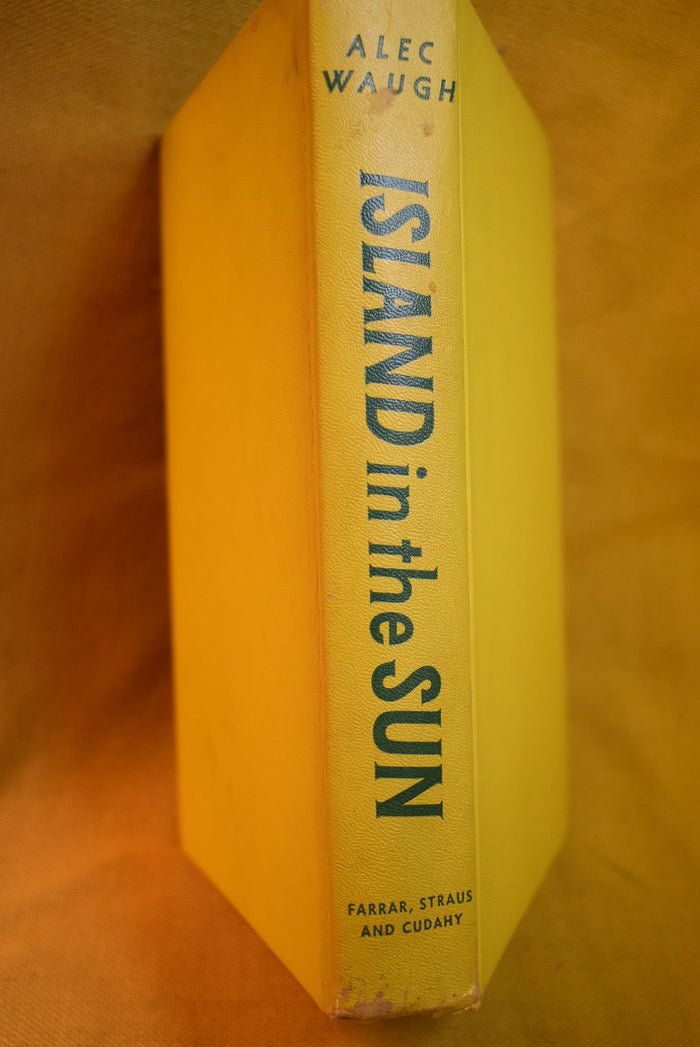 ALEC
WAUGH
ISLAND in the SUN
FARRAR, STRAUS
AND CUDAHY